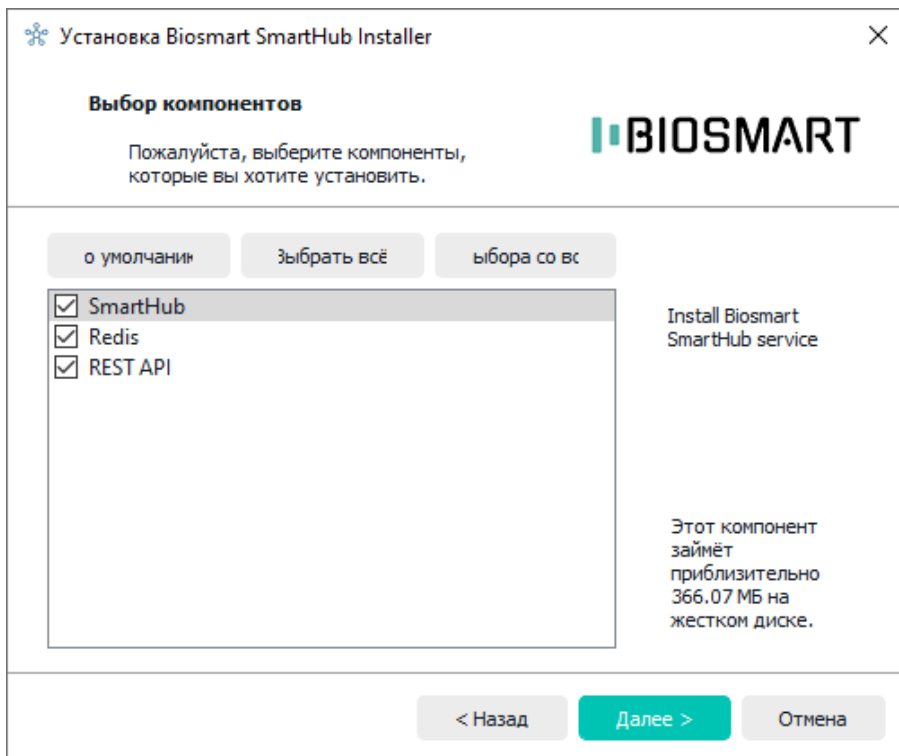 Установка Biosmart SmartHub Installer
Выбор компонентов
Пожалуйста, выберите компоненты,
которые вы хотите установить.
BIOSMART
о умолчани
Выбрать всё
ыбора со вс
SmartHub
Redis
REST API
Install Biosmart
SmartHub service
Этот компонент
займёт
приблизительно
366.07 МБ на
жестком диске.
< Назад
Далее >
Отмена